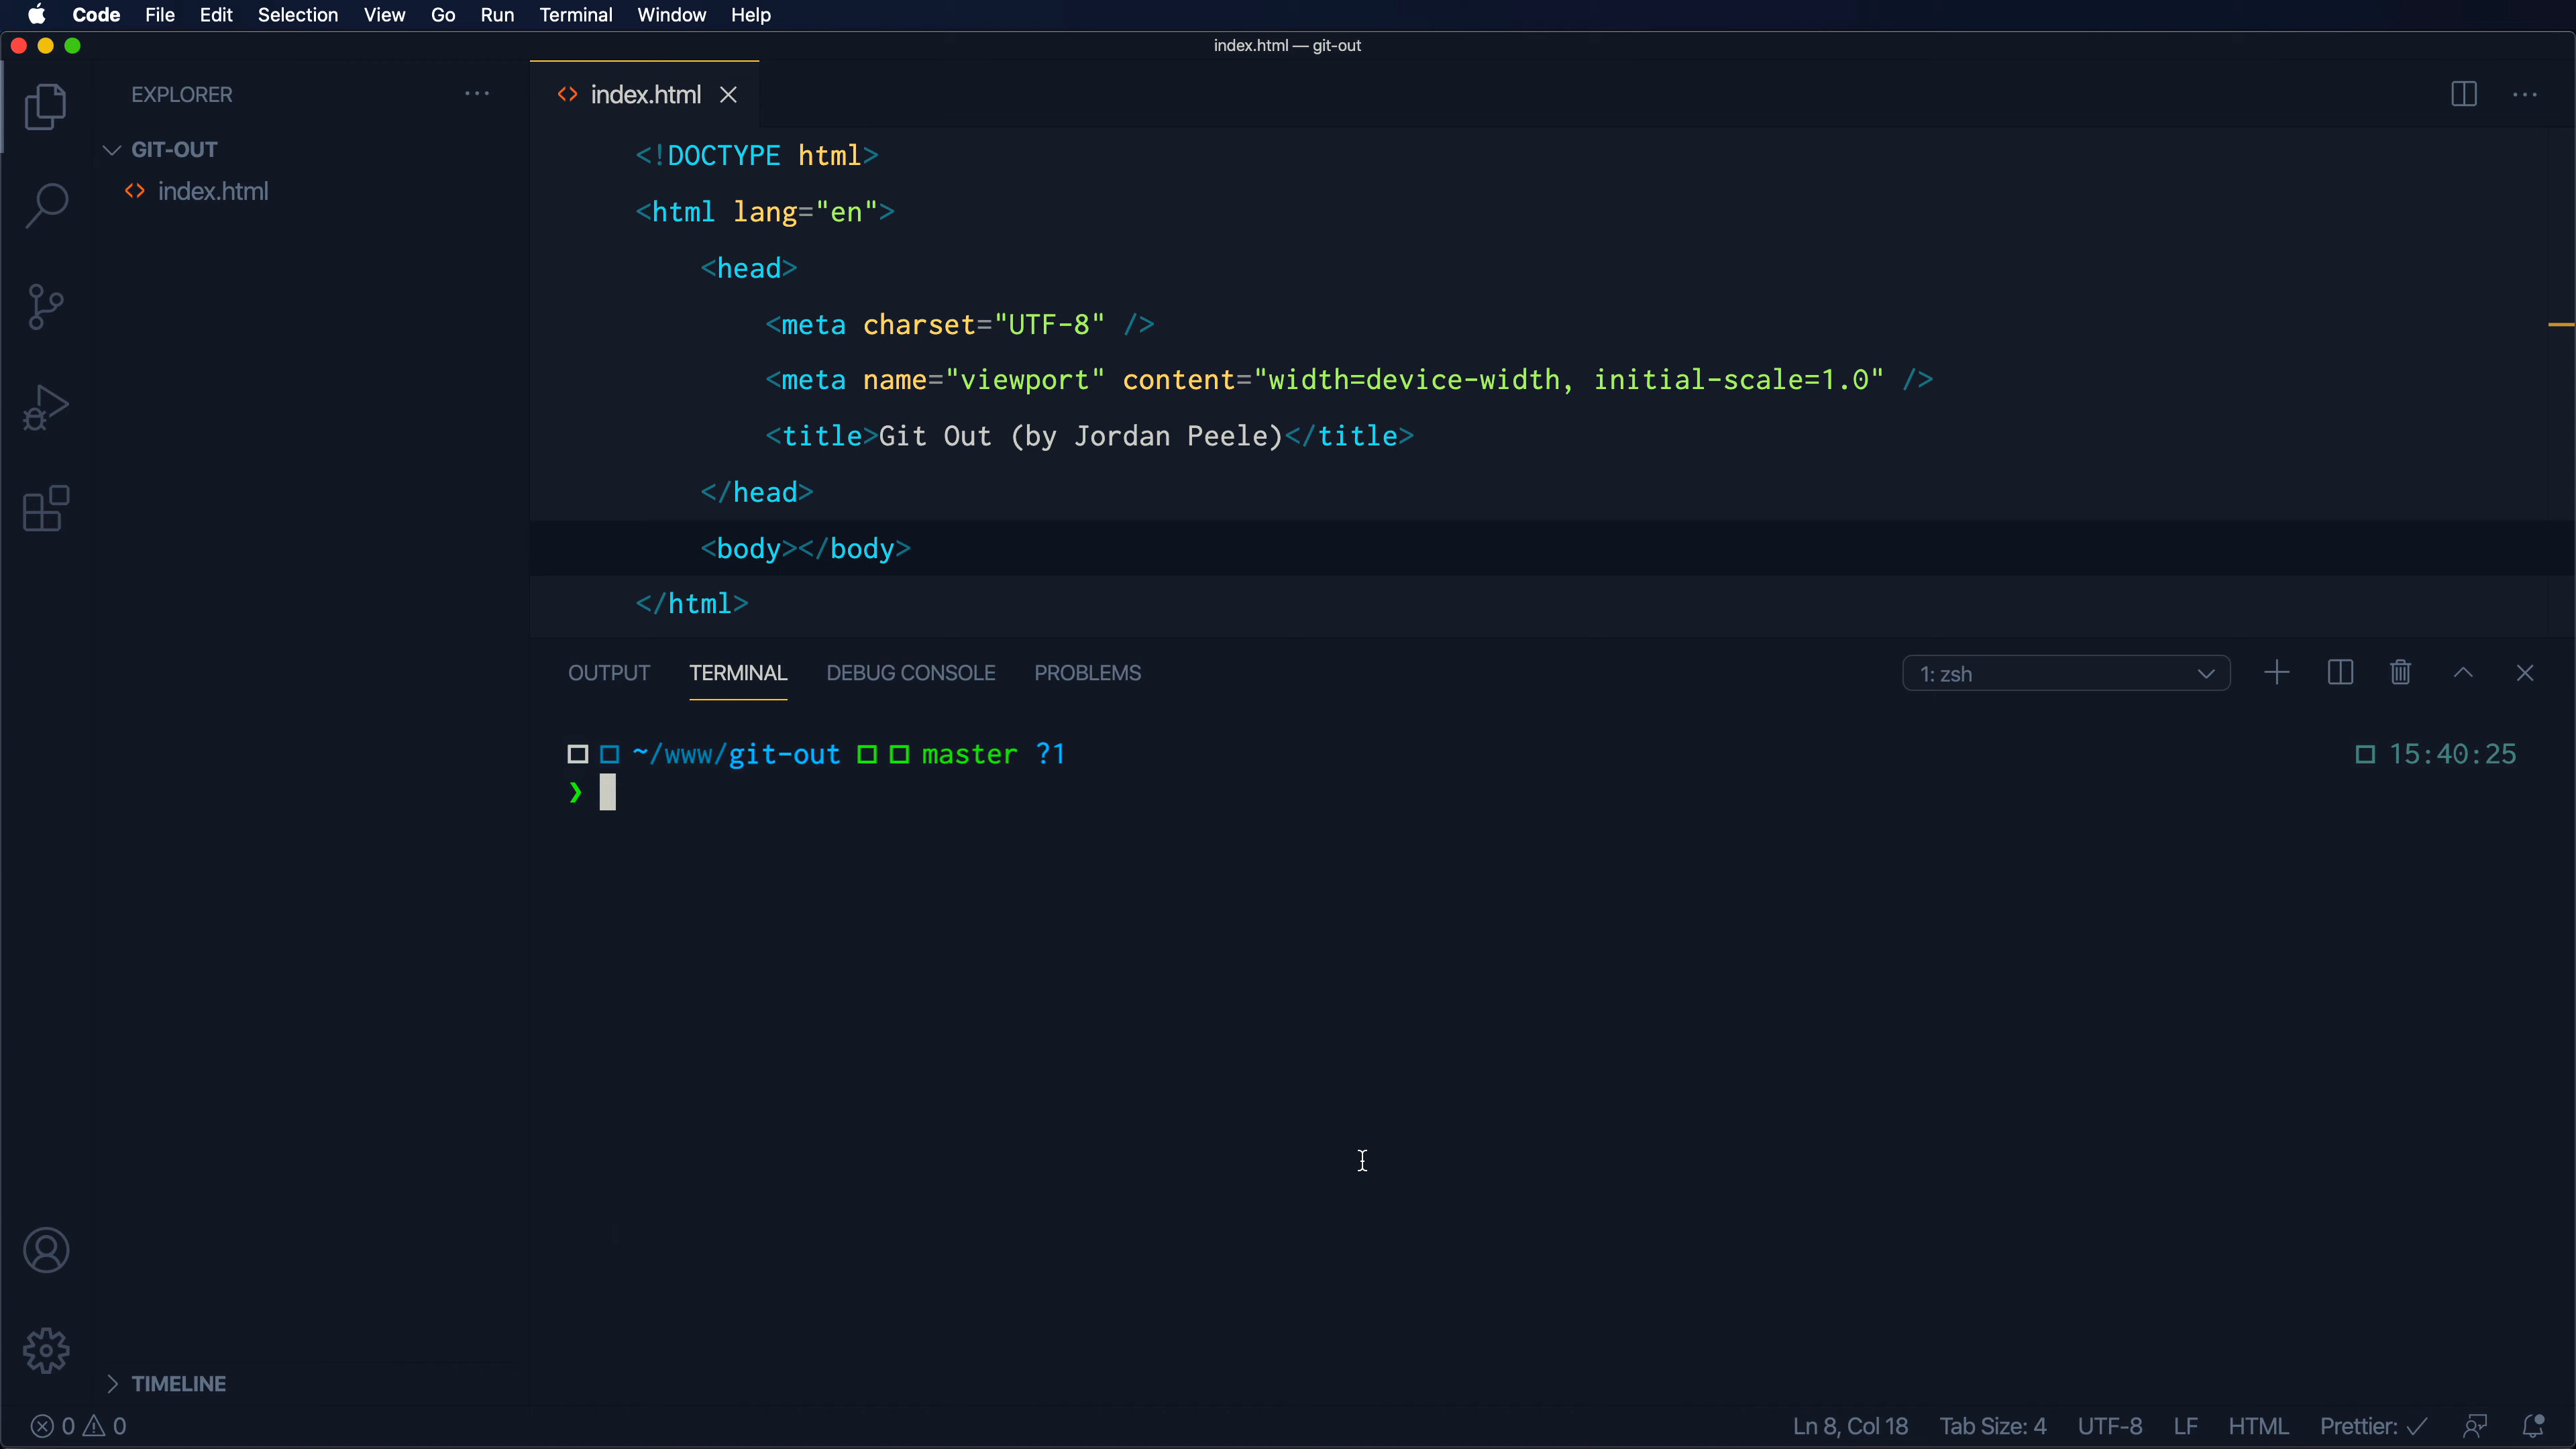 Code File Edit Selection View Go Run Terminal Window Help
index.html — git-out
EXPLORER
GIT-OUT
index.html
index.html
<!DOCTYPE html>
<html lang="en">
<head>
<meta charset="UTF-8" />
<meta name="viewport" content="width=device-width, initial-scale=1.0" />
<title>Git Out (by Jordan Peele)</title>
</head>
<body></body>
</html>
OUTPUT TERMINAL DEBUG CONSOLE PROBLEMS
1: zsh
~/www/git-out master ?1 15:40:25
❯
TIMELINE
0 0
Ln 8, Col 18 Tab Size: 4 UTF-8 LF HTML Prettier: ✓